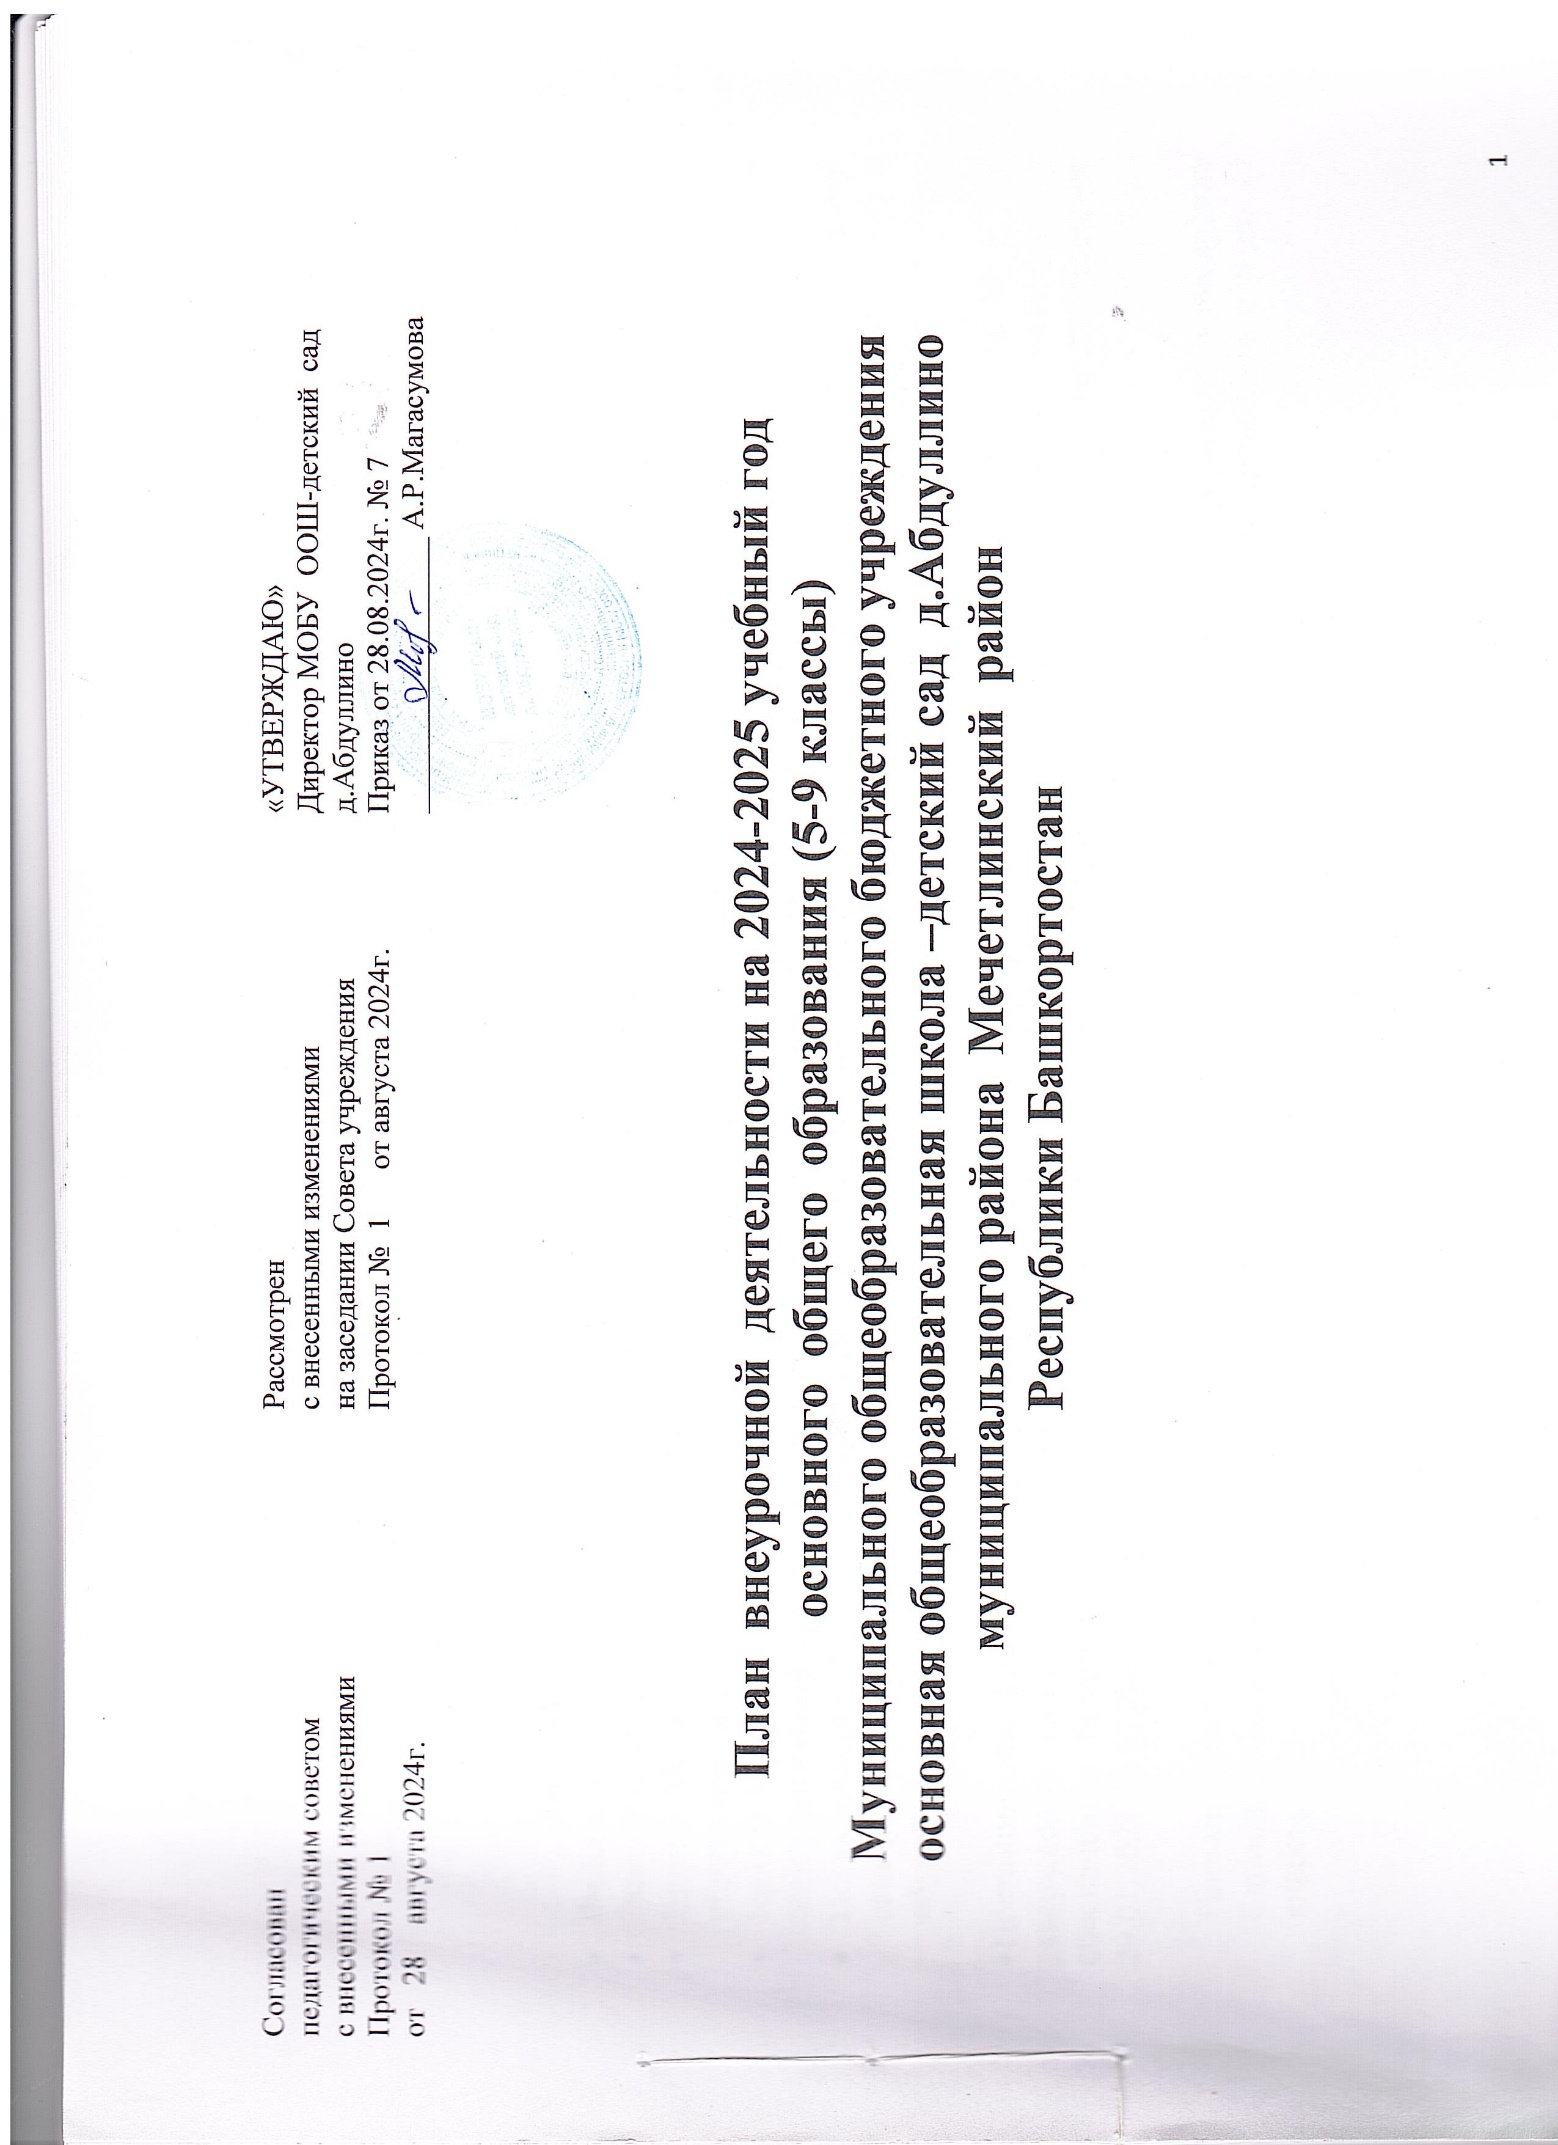 Согласован
педагогическим советом
с внесенными изменениями
Протокол № 1
от 28 августа 2024г.
Рассмотрен
с внесенными изменениями
на заседании Совета учреждения
Протокол № 1 от августа 2024г.
«УТВЕРЖДАЮ»
Директор МОБУ ООШ-детский сад
д.Абдуллино
Приказ от 28.08.2024г. № 7
А.Р.Магасумова
План внеурочной деятельности на 2024-2025 учебный год
основного общего образования (5-9 классы)
Муниципального общеобразовательного бюджетного учреждения
основная общеобразовательная школа –детский сад д.Абдуллино
муниципального района Мечетлинский район
Республики Башкортостан
1